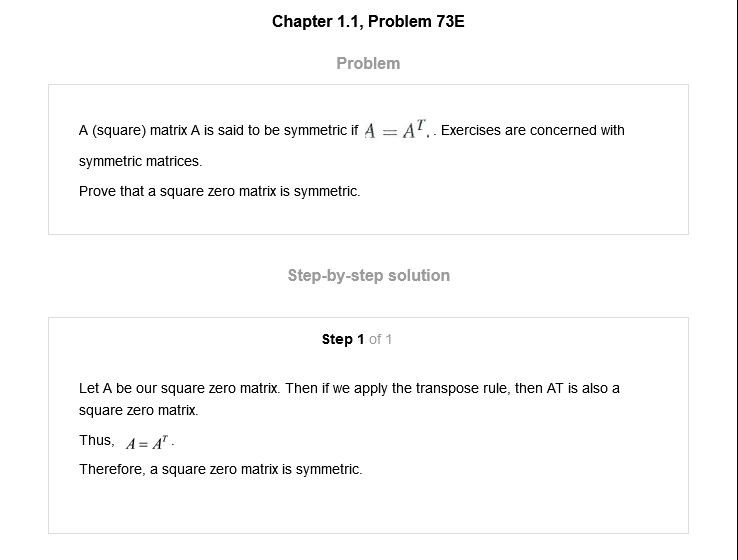 Chapter 1.1, Problem 73E
Problem
A (square) matrix A is said to be symmetric if A = Aᵀ. . Exercises are concerned with
symmetric matrices.
Prove that a square zero matrix is symmetric.
Step-by-step solution
Step 1 of 1
Let A be our square zero matrix. Then if we apply the transpose rule, then AT is also a
square zero matrix.
Thus, A = Aᵀ .
Therefore, a square zero matrix is symmetric.